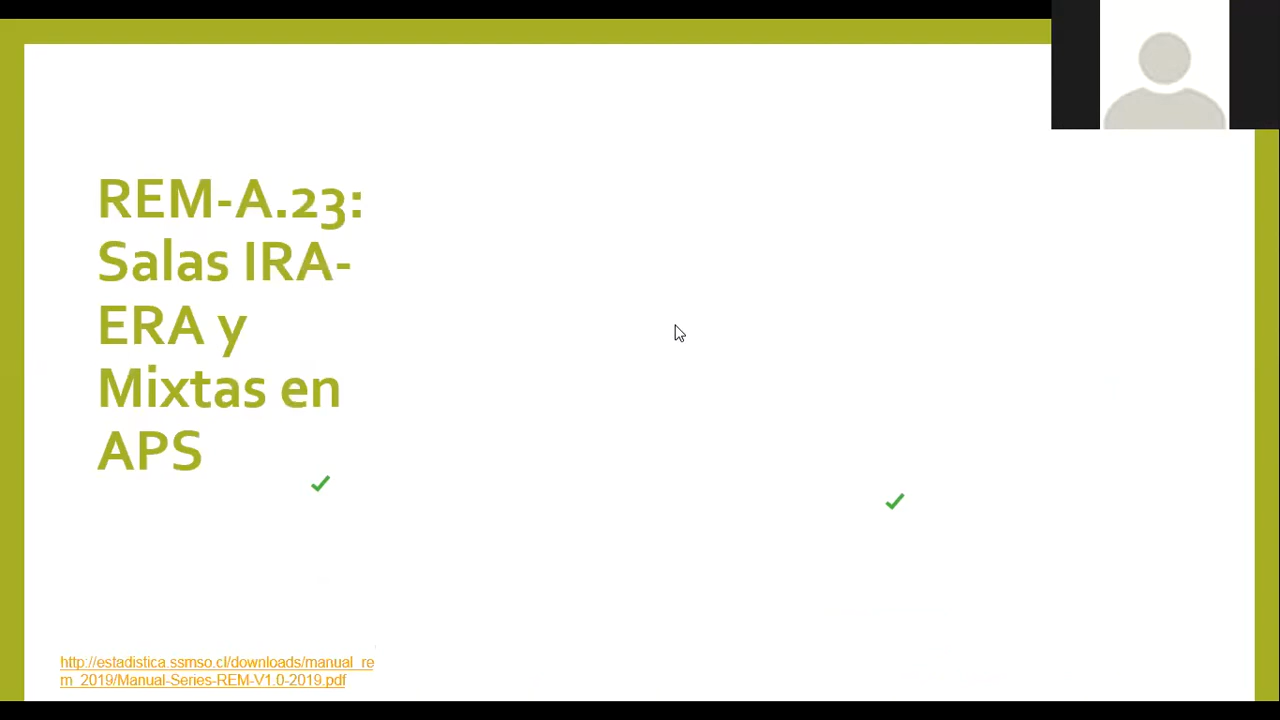 REM-A.23:
Salas IRA-
ERA y
Mixtas en
APS
http://estadistica.ssmso.cl/downloads/manual_re
m_2019/Manual-Series-REM-V1.0-2019.pdf